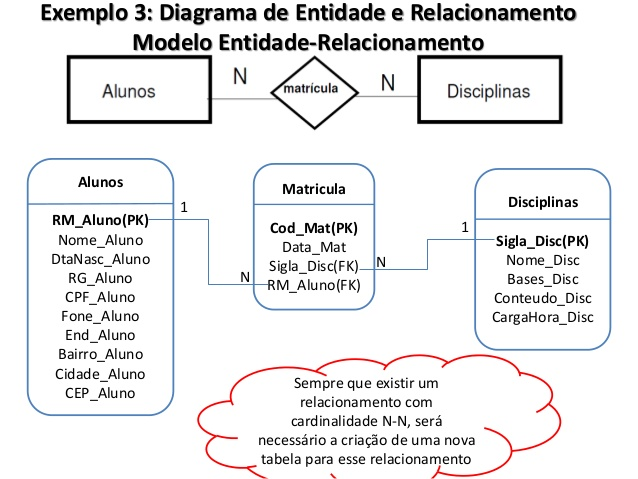 Exemplo 3: Diagrama de Entidade e Relacionamento
Modelo Entidade-Relacionamento
Alunos
N
matrícula
N
Disciplinas
Alunos
RM_Aluno(PK)
Nome_Aluno
DtaNasc_Aluno
RG_Aluno
CPF_Aluno
Fone_Aluno
End_Aluno
Bairro_Aluno
Cidade_Aluno
CEP_Aluno
1
N
Matricula
Cod_Mat(PK)
Data_Mat
Sigla_Disc(FK)
RM_Aluno(FK)
N
1
Disciplinas
Sigla_Disc(PK)
Nome_Disc
Bases_Disc
Conteudo_Disc
CargaHora_Disc
Sempre que existir um
relacionamento com
cardinalidade N-N, será
necessário a criação de uma nova
tabela para esse relacionamento